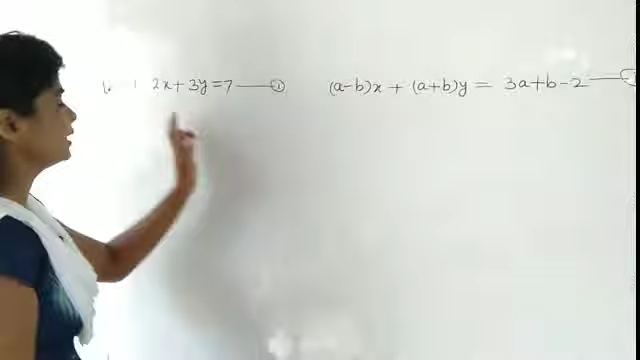 2x + 3y = 7 —— ① (a-b)x + (a+b)y = 3a+b-2 ——